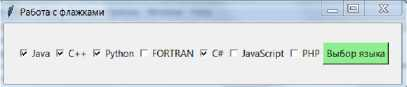 Работа с флажками
Java C++ Python FORTRAN C# JavaScript PHP Выбор языка